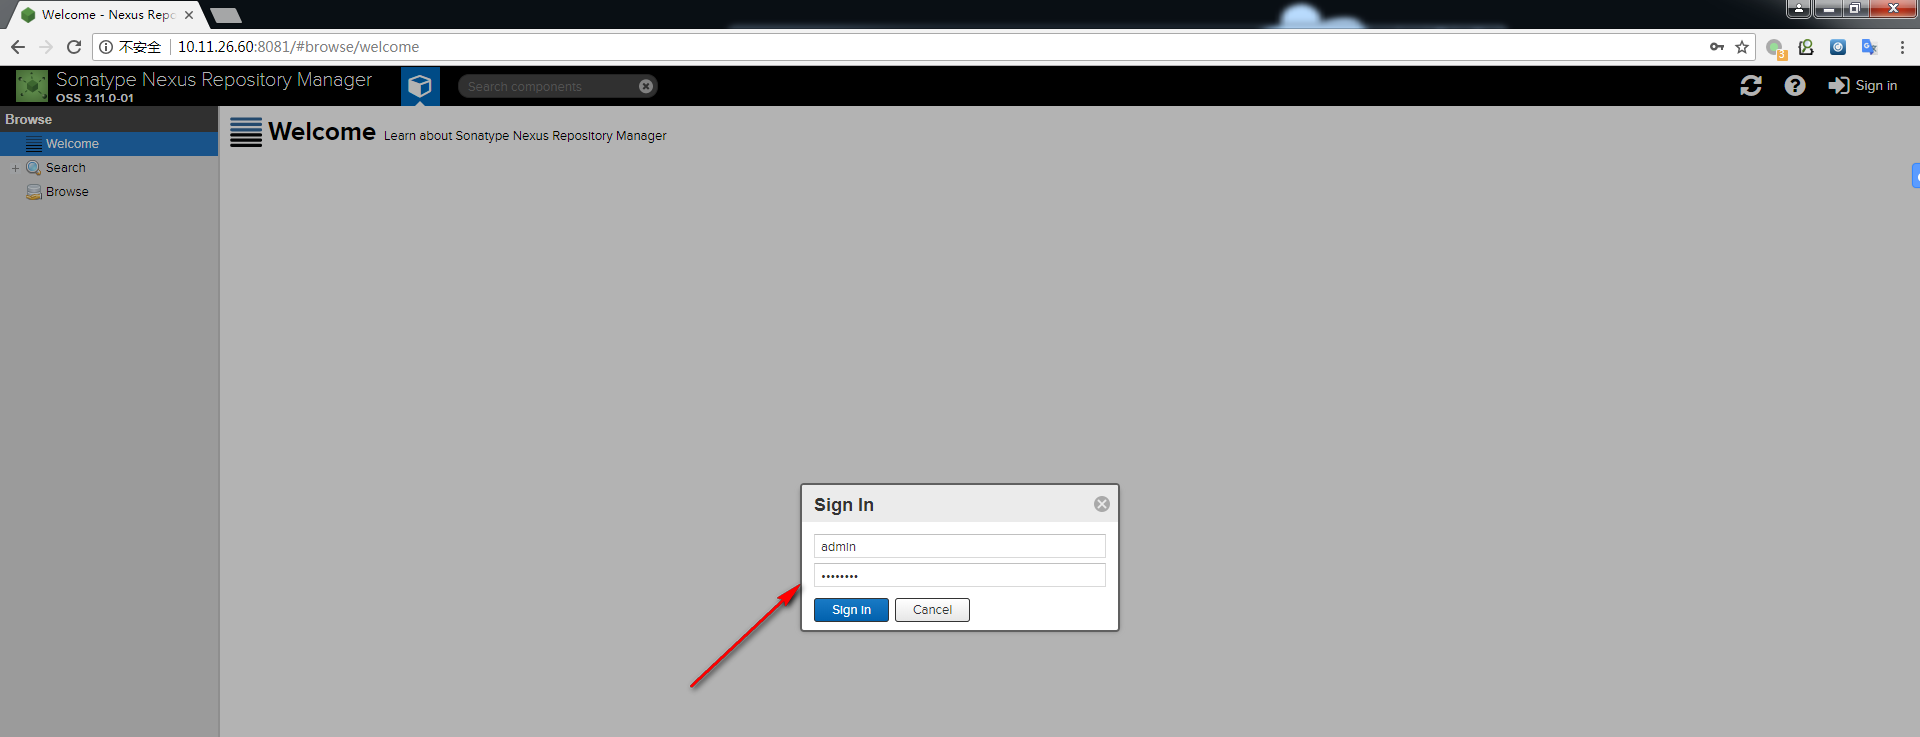 Welcome - Nexus Repo
不安全 10.11.26.60:8081/#browse/welcome
3
Sonatype Nexus Repository Manager
OSS 3.11.0-01
Search components
Sign in
Browse
Welcome
Search
Browse
Welcome Learn about Sonatype Nexus Repository Manager
Sign In
admin
••••••••
Sign in
Cancel